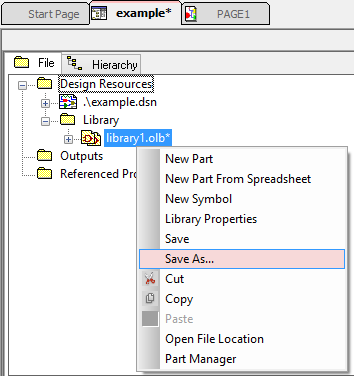 Start Page example* PAGE1
File Hierarchy
Design Resources
.\example.dsn
Library
library1.olb*
Outputs
Referenced Pro
New Part
New Part From Spreadsheet
New Symbol
Library Properties
Save
Save As...
Cut
Copy
Paste
Open File Location
Part Manager